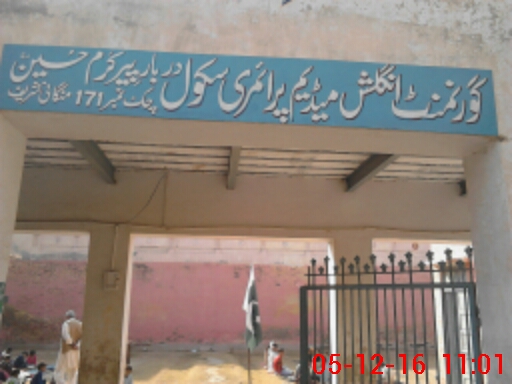 گورنمنٹ انگلش میڈیم پرائمری سکول دربار پیر کرم حسین
چک نمبر 171 منگانی شریف
05-12-16 11:01